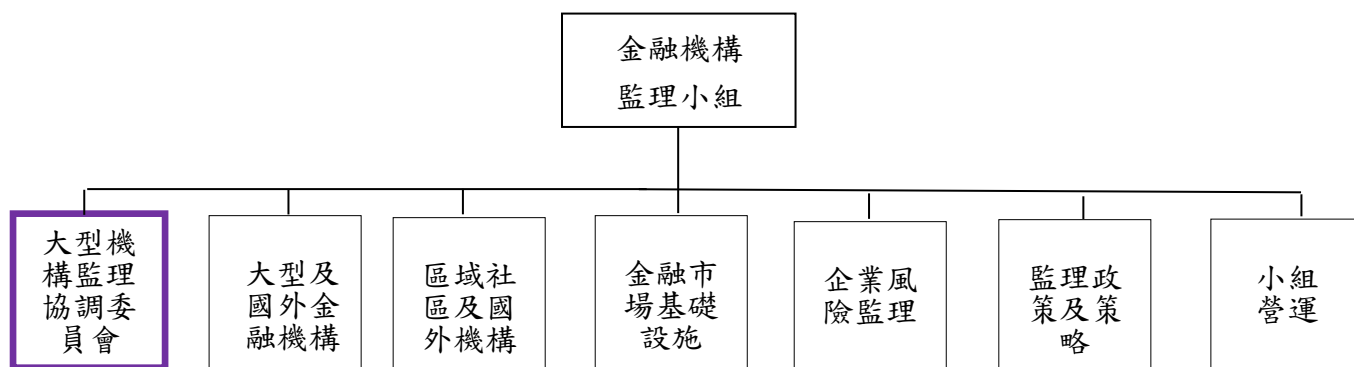 金融機構
監理小組
大型機
構監理
協調委
員會
大型及
國外金
融機構
區域社
區及國
外機構
金融市
場基礎
設施
企業風
險監理
監理政
策及策
略
小組
營運